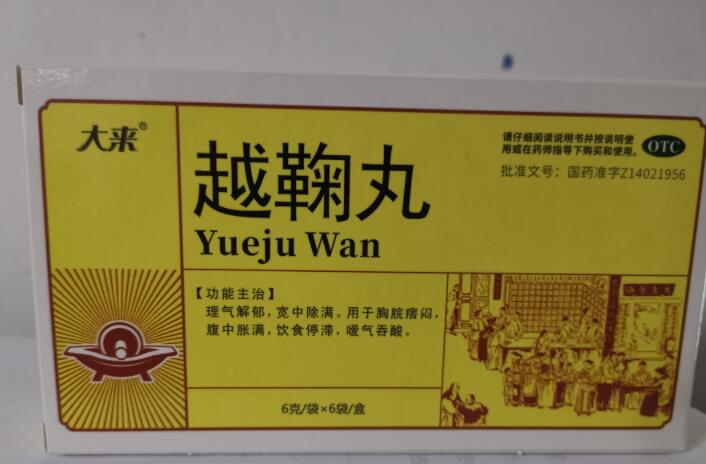 大来®
请仔细阅读说明书并按说明使
用或在药师指导下购买和使用。
OTC
批准文号：国药准字Z14021956
越鞠丸
Yueju Wan
【功能主治】
理气解郁，宽中除满。用于胸脘痞闷，
腹中胀满，饮食停滞，嗳气吞酸。
6克/袋×6袋/盒